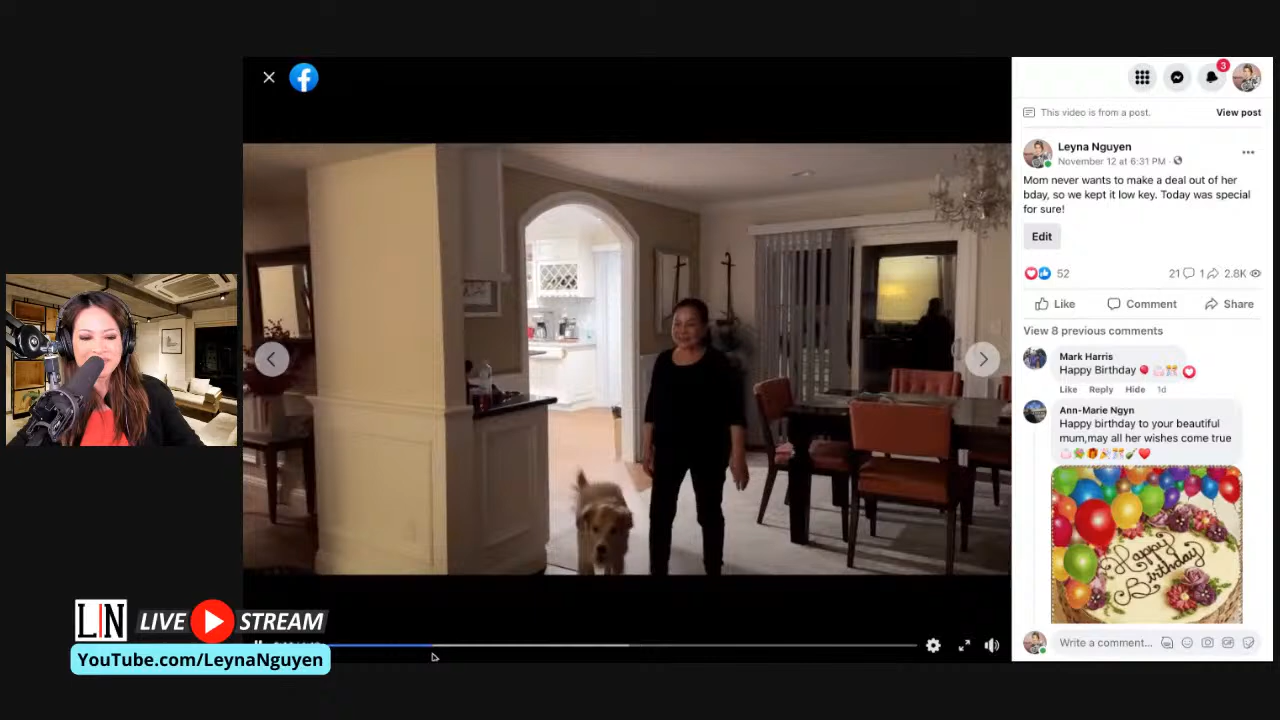 3
This video is from a post.
View post
Leyna Nguyen
November 12 at 6:31 PM ·
Mom never wants to make a deal out of her
bday, so we kept it low key. Today was special
for sure!
Edit
52
21
1
2.8K
Like
Comment
Share
View 8 previous comments
Mark Harris
Happy Birthday
Like Reply Hide 1d
Ann-Marie Ngyn
Happy birthday to your beautiful
mum,may all her wishes come true
Happy
Birthday
Write a comment...
LIN LIVE STREAM
YouTube.com/LeynaNguyen